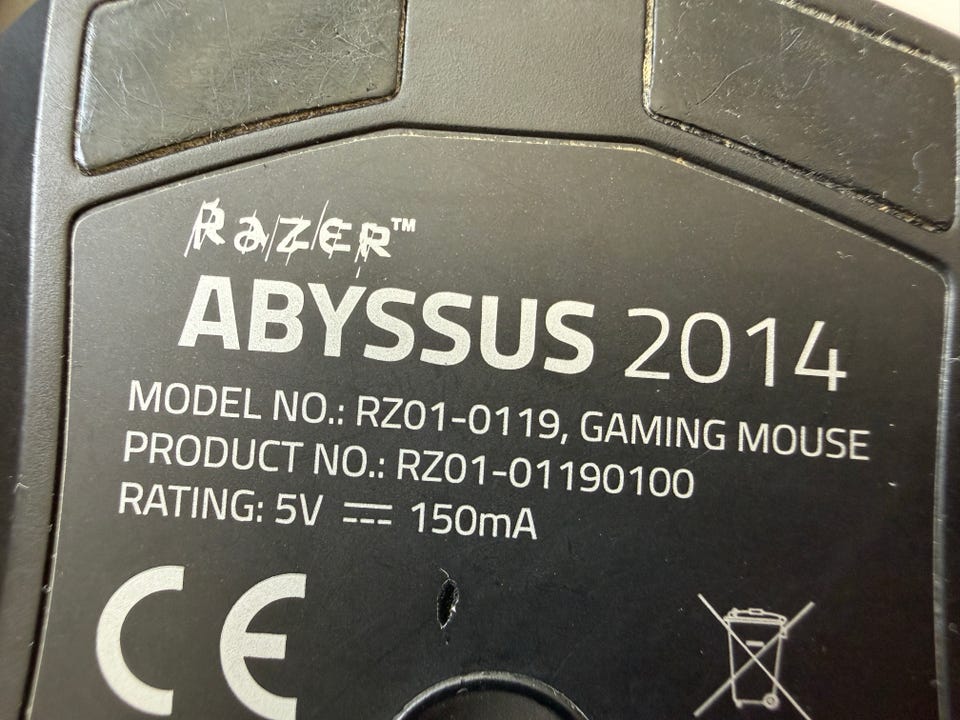 RAZER™
ABYSSUS 2014
MODEL NO.: RZ01-0119, GAMING MOUSE
PRODUCT NO.: RZ01-01190100
RATING: 5V ⎓ 150mA
CE